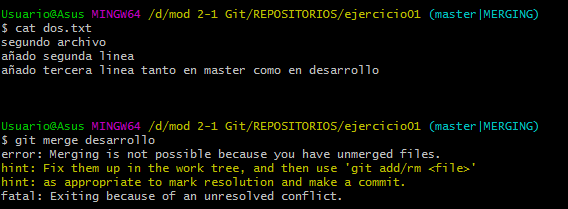 Usuario@Asus MINGW64 /d/mod 2-1 Git/REPOSITORIOS/ejercicio01 (master|MERGING)
$ cat dos.txt
segundo archivo
añado segunda linea
añado tercera linea tanto en master como en desarrollo
Usuario@Asus MINGW64 /d/mod 2-1 Git/REPOSITORIOS/ejercicio01 (master|MERGING)
$ git merge desarrollo
error: Merging is not possible because you have unmerged files.
hint: Fix them up in the work tree, and then use 'git add/rm <file>'
hint: as appropriate to mark resolution and make a commit.
fatal: Exiting because of an unresolved conflict.